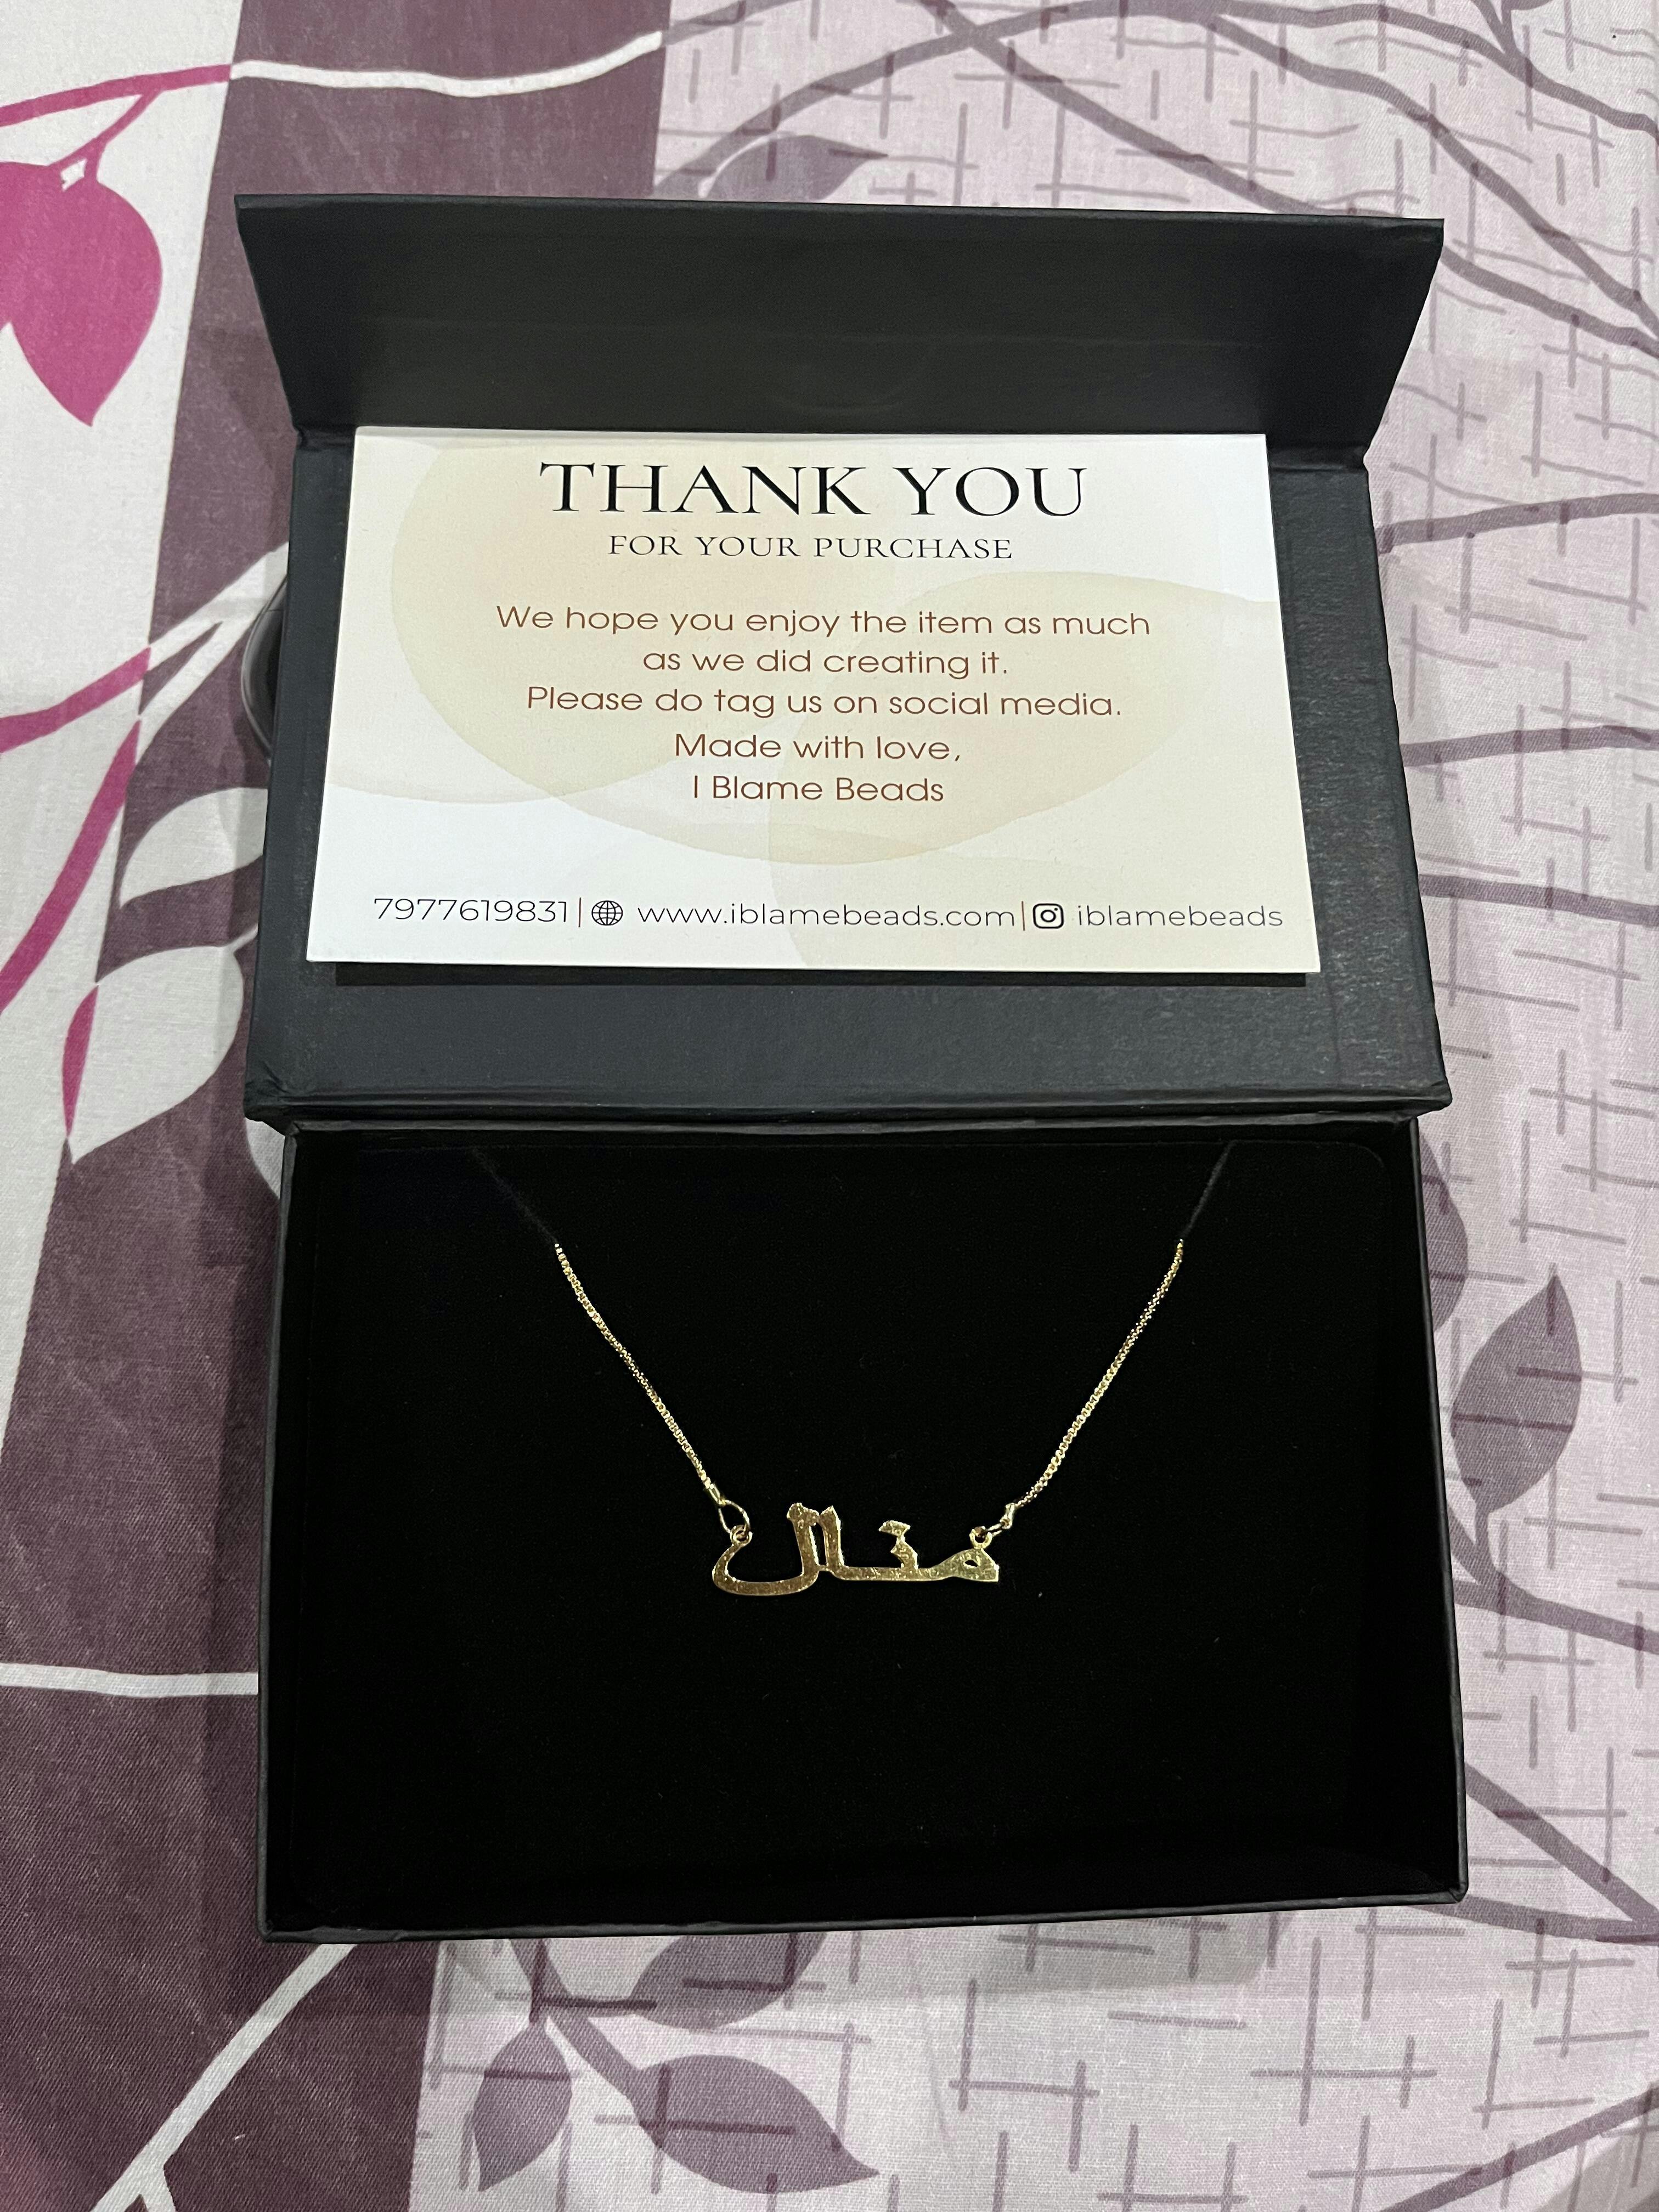 THANK YOU
FOR YOUR PURCHASE
We hope you enjoy the item as much
as we did creating it.
Please do tag us on social media.
Made with love,
I Blame Beads
7977619831| www.iblamebeads.com| iblamebeads
منال